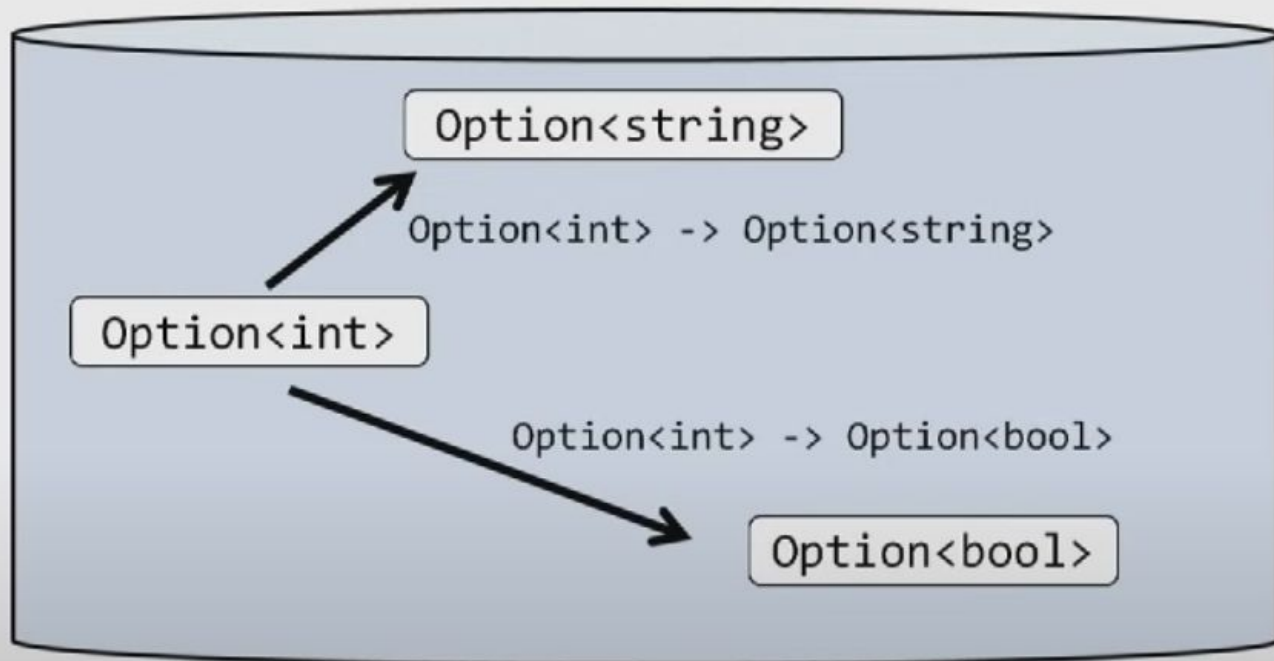 Option<string>
Option<int> -> Option<string>
Option<int>
Option<int> -> Option<bool>
Option<bool>